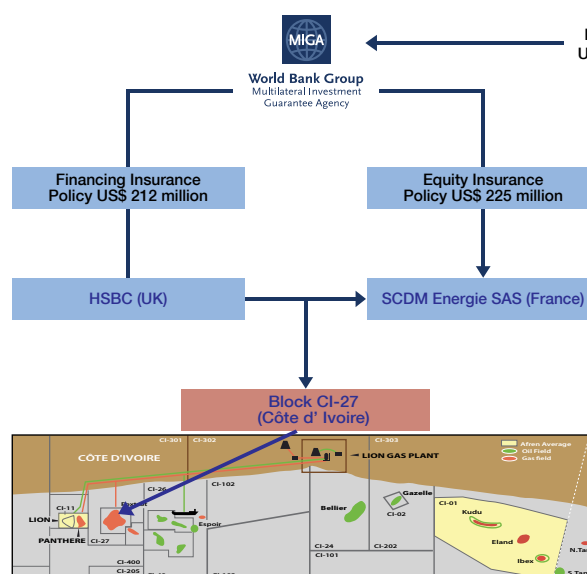 MIGA
World Bank Group
Multilateral Investment
Guarantee Agency
Financing Insurance
Policy US$ 212 million
Equity Insurance
Policy US$ 225 million
HSBC (UK)
SCDM Energie SAS (France)
Block CI-27
(Côte d’ Ivoire)
CI-301
CI-302
CI-303
Afren Average
Oil Field
Gas field
CÔTE D'IVOIRE
LION GAS PLANT
CI-26
CI-102
Gazelle
CI-01
CI-11
Bellier
CI-02
Kudu
LION
Espoir
PANTHERE
CI-27
Eland
CI-24
CI-202
CI-101
N.Tan
Ibex
CI-400
CI-205
S.Tan